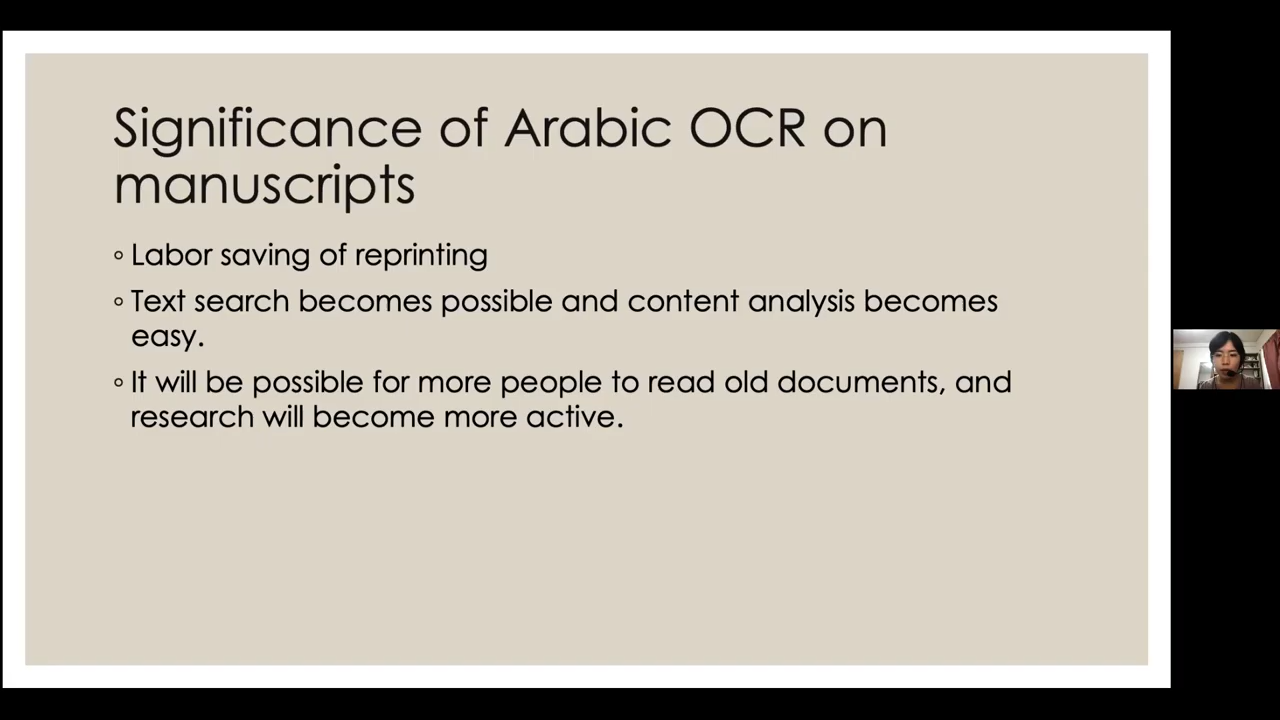 Significance of Arabic OCR on
manuscripts
◦ Labor saving of reprinting
◦ Text search becomes possible and content analysis becomes
easy.
◦ It will be possible for more people to read old documents, and
research will become more active.